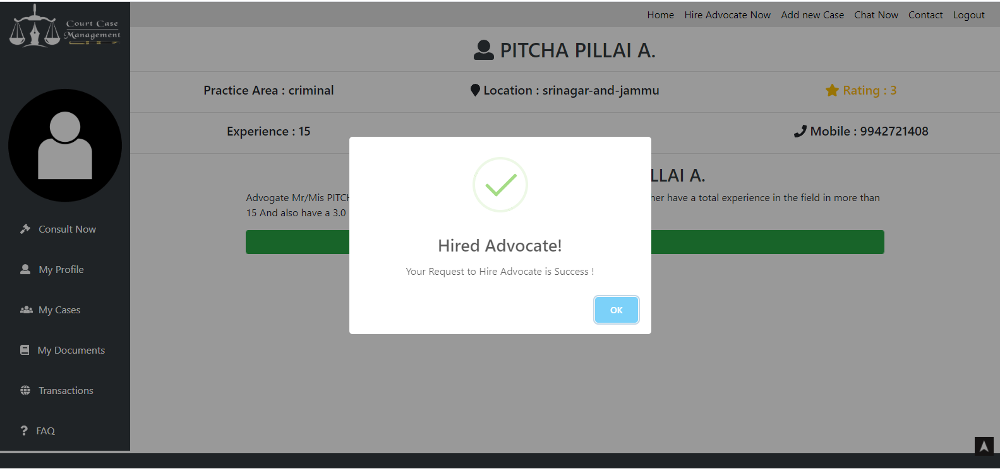 Court Case
Management
Home Hire Advocate Now Add new Case Chat Now Contact Logout
PITCHA PILLAI A.
Practice Area : criminal Location : srinagar-and-jammu Rating : 3
Experience : 15 Mobile : 9942721408
LLAI A.
Advogate Mr/Mis PITCH her have a total experience in the field in more than
15 And also have a 3.0
Hired Advocate!
Your Request to Hire Advocate is Success !
OK
Consult Now
My Profile
My Cases
My Documents
Transactions
FAQ